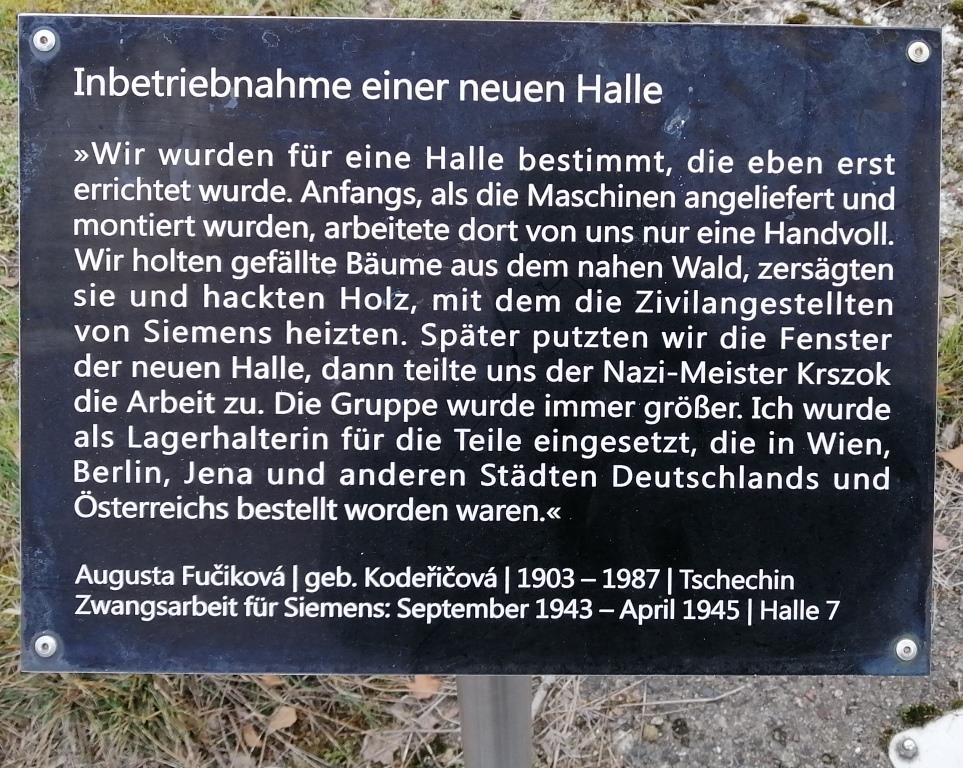 Inbetriebnahme einer neuen Halle
»Wir wurden für eine Halle bestimmt, die eben erst
errichtet wurde. Anfangs, als die Maschinen angeliefert und
montiert wurden, arbeitete dort von uns nur eine Handvoll.
Wir holten gefällte Bäume aus dem nahen Wald, zersägten
sie und hackten Holz, mit dem die Zivilangestellten
von Siemens heizten. Später putzten wir die Fenster
der neuen Halle, dann teilte uns der Nazi-Meister Krszok
die Arbeit zu. Die Gruppe wurde immer größer. Ich wurde
als Lagerhalterin für die Teile eingesetzt, die in Wien,
Berlin, Jena und anderen Städten Deutschlands und
Österreichs bestellt worden waren.«
Augusta Fučiková | geb. Kodeřičová | 1903 – 1987 | Tschechin
Zwangsarbeit für Siemens: September 1943 – April 1945 | Halle 7